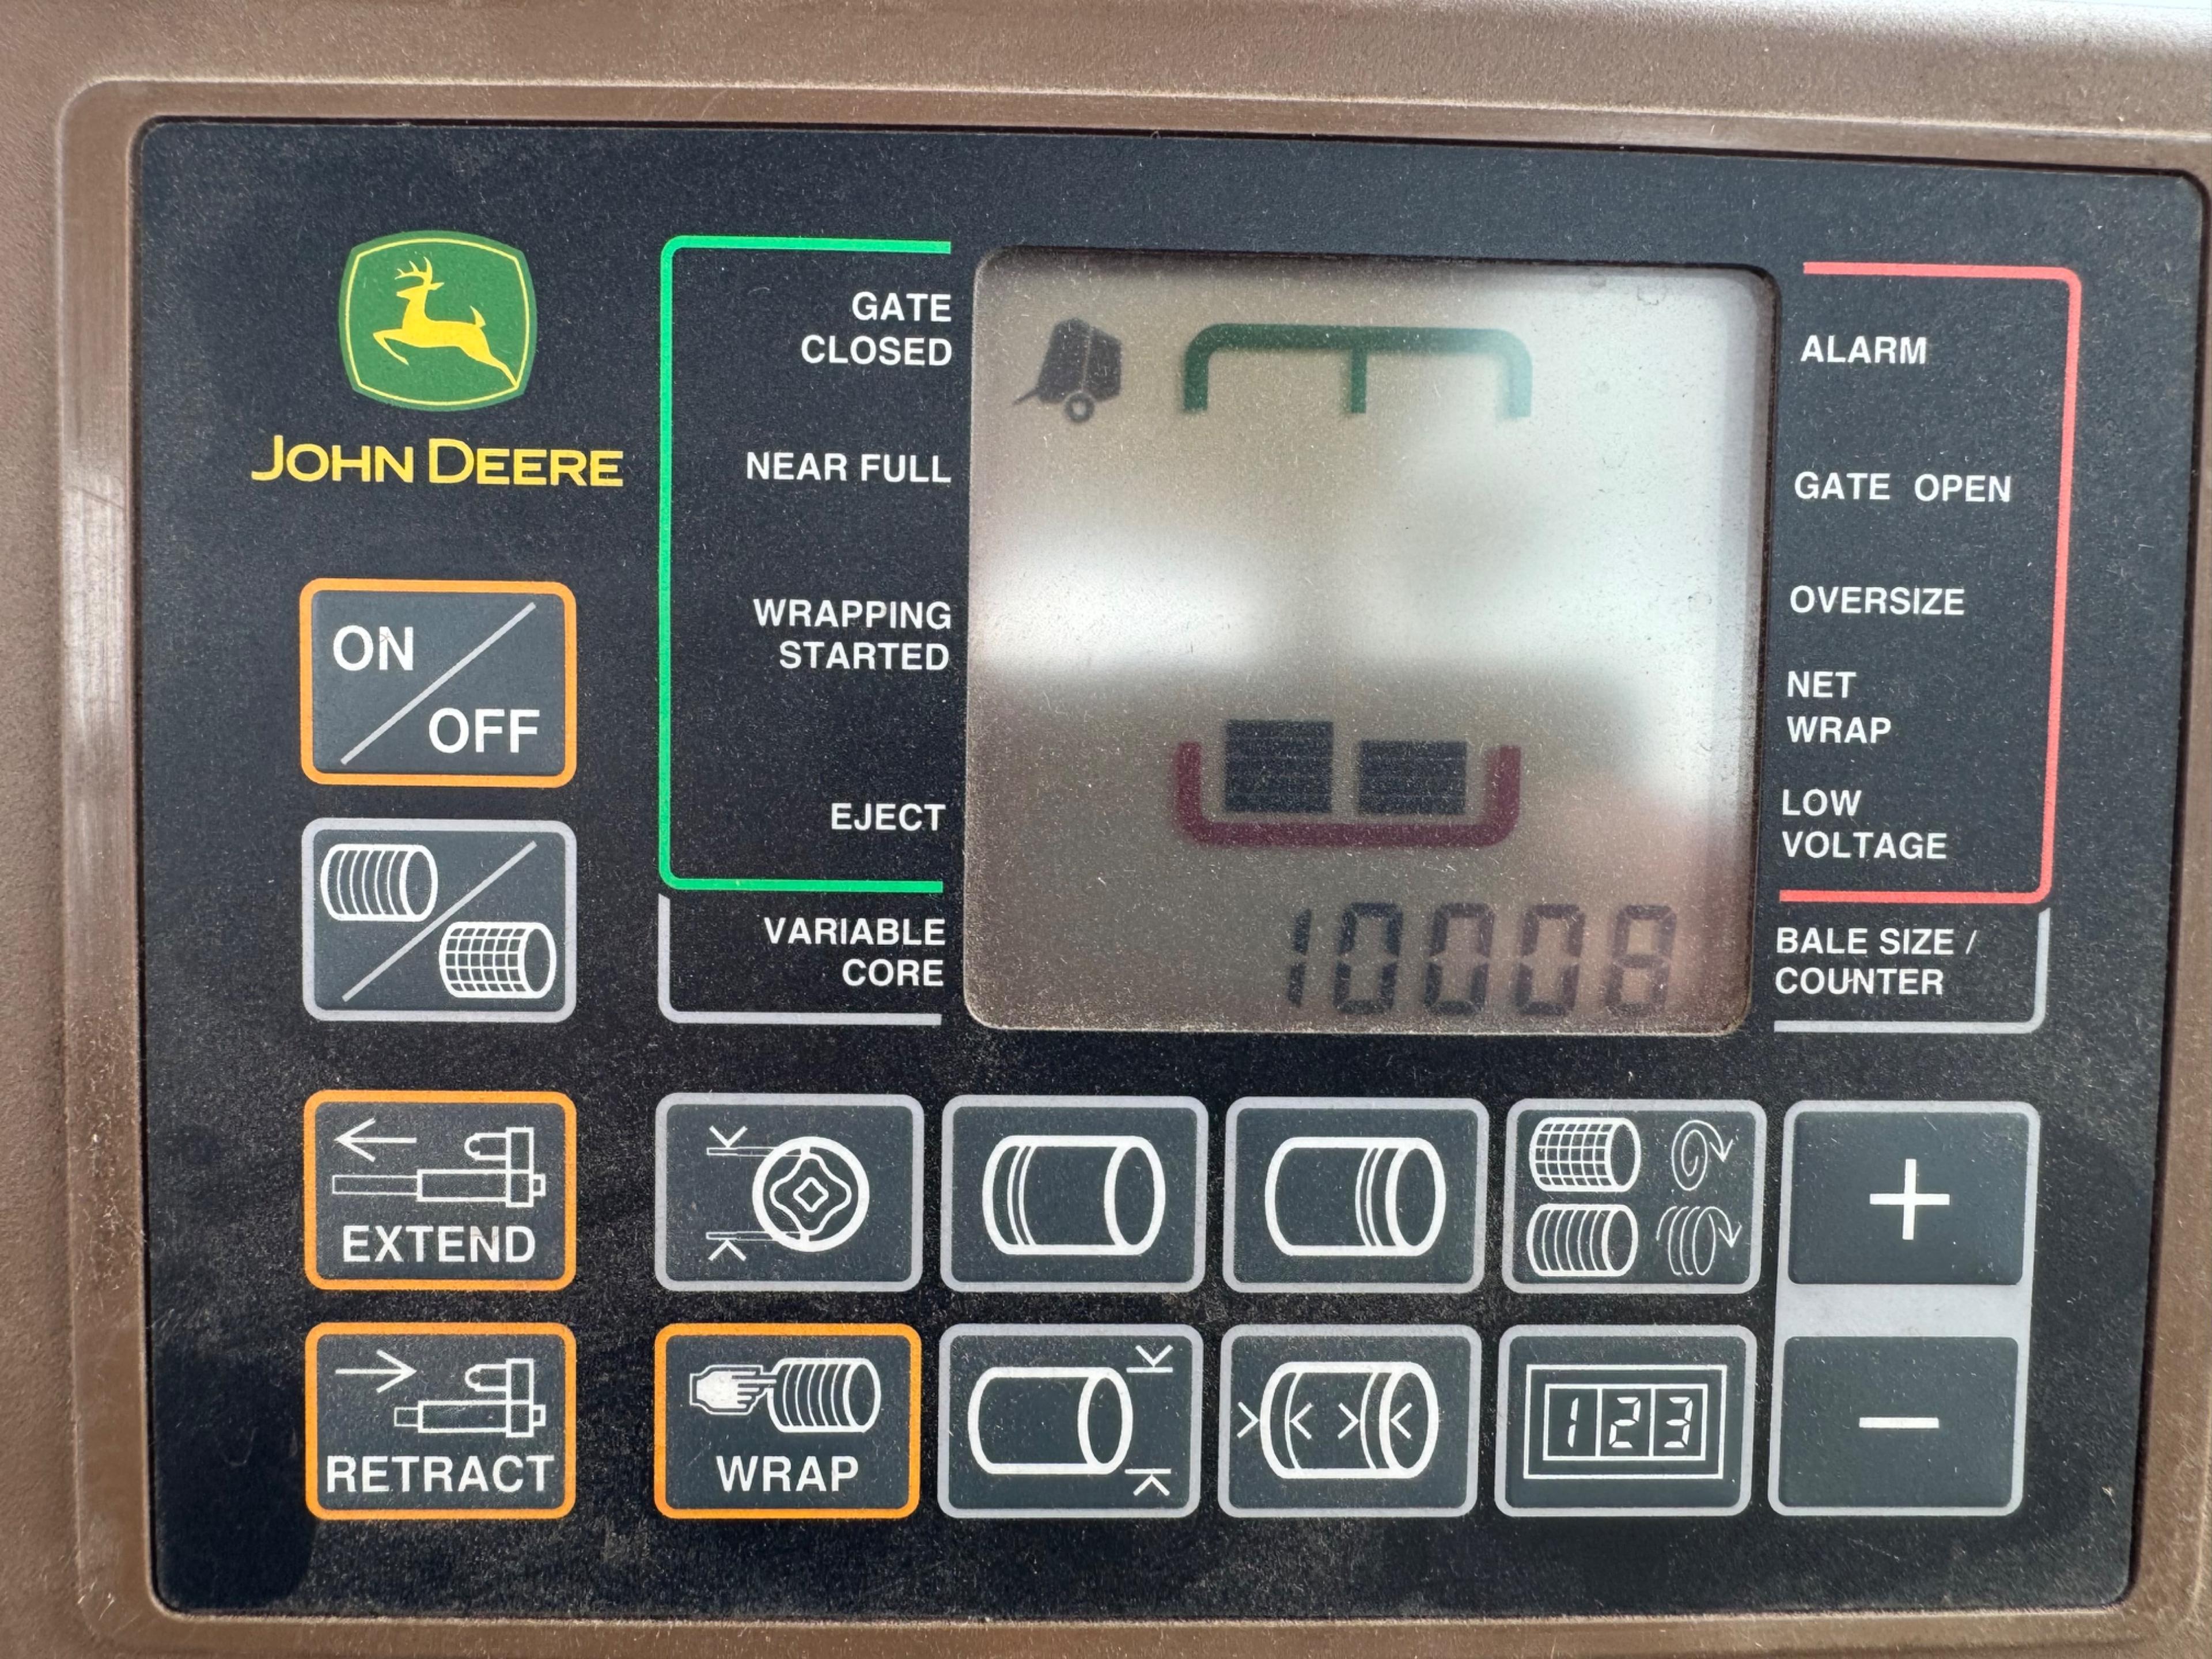 JOHN DEERE
GATE
CLOSED
NEAR FULL
WRAPPING
STARTED
EJECT
VARIABLE
CORE
ALARM
GATE OPEN
OVERSIZE
NET
WRAP
LOW
VOLTAGE
BALE SIZE /
COUNTER
10008
ON
OFF
EXTEND
+
RETRACT
WRAP
123
−